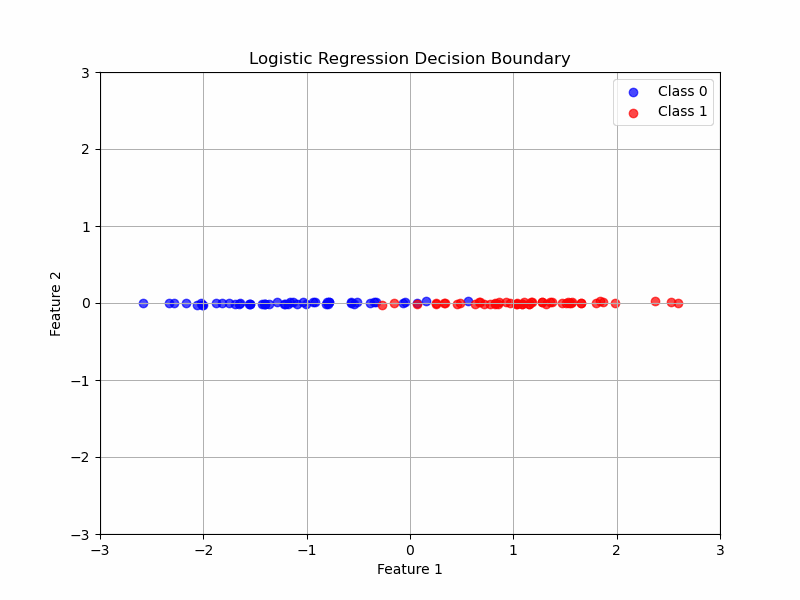 Logistic Regression Decision Boundary
Class 0
Class 1
3
2
1
0
−1
−2
−3
Feature 2
−3 −2 −1 0 1 2 3
Feature 1